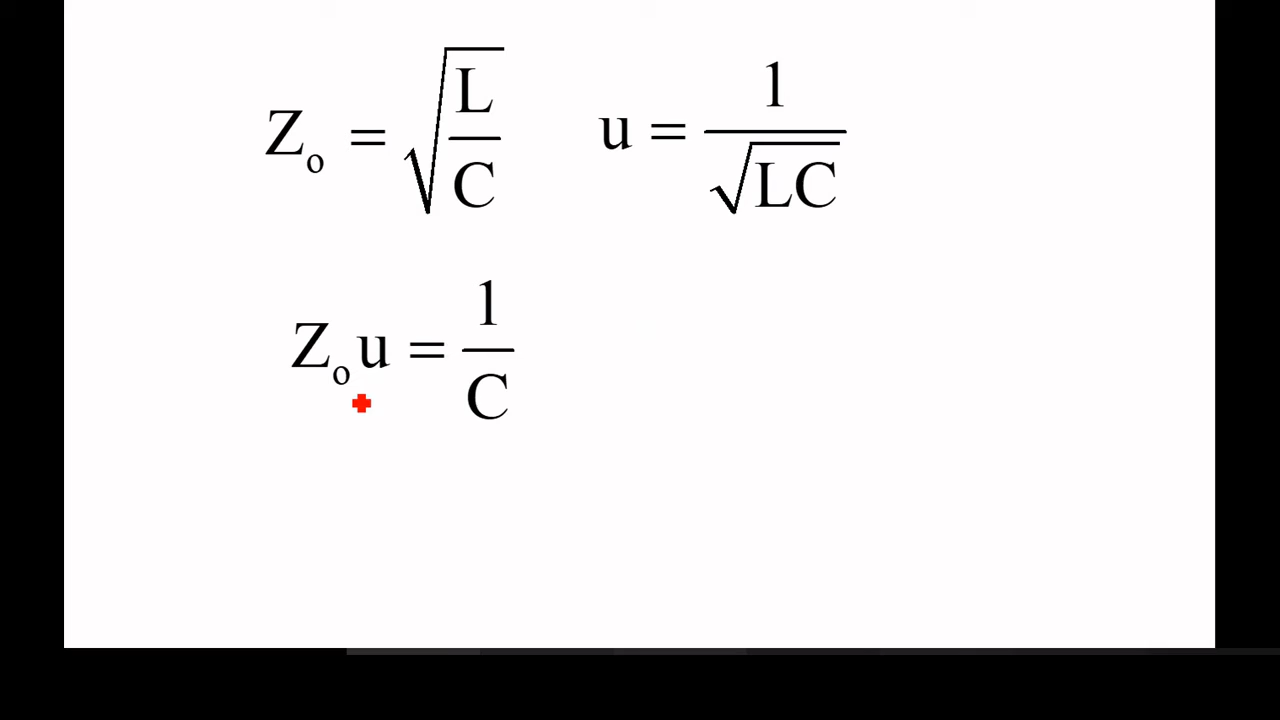 Zₒ = √(L/C) u = 1/√(LC)
Zₒu = 1/C